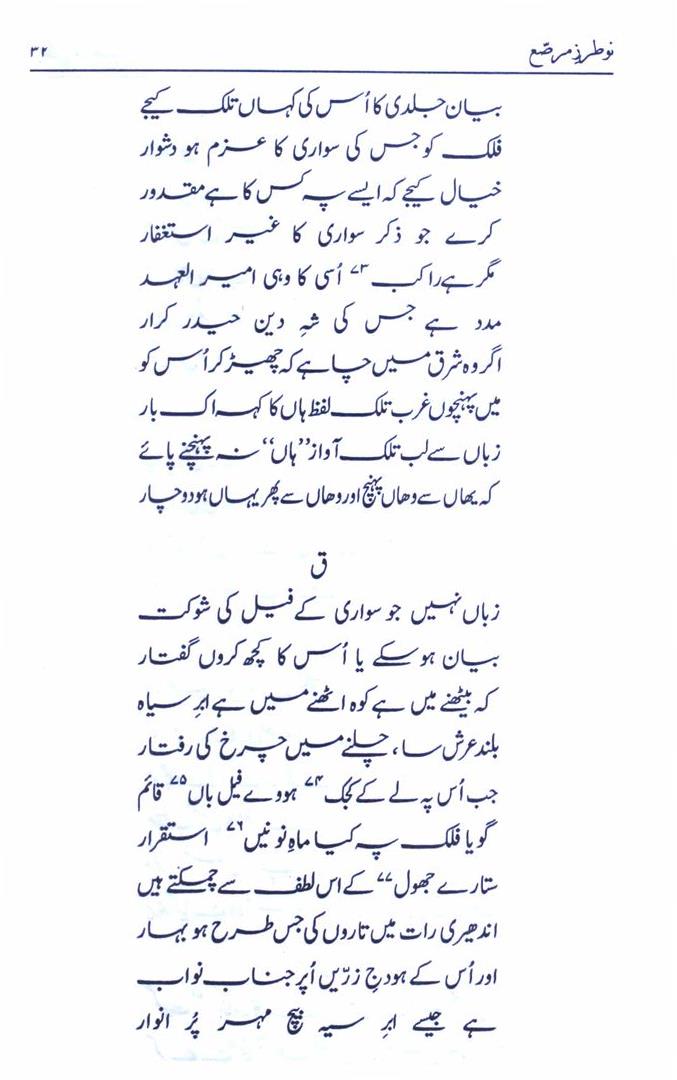 نو طرزِ مرصّع ۳۲
بیان جلدی کا اُس کی کہاں تلک کیجے
فلک کو جس کی سواری کا عزم ہو دشوار
خیال کیجے کہ ایسے پہ کس کا ہے مقدور
کرے جو ذکر سواری کا غیر استغفار
مگر ہے راکب ۷۳ اُسی کا وہی امیر العہد
مدد ہے جس کی شہِ دین حیدر کرار
اگر وہ شرق میں چاہے کہ چھیڑ کر اُس کو
میں پہنچوں غرب تلک لفظ ہاں کا کہہ اک بار
زباں سے لب تلک آواز ’’ہاں‘‘ نہ پہنچنے پائے
کہ یھاں سے وھاں پہنچ اور وھاں سے پھر یہاں ہو دوچار
ق
زباں نہیں جو سواری کے فیل کی شوکت
بیان ہو سکے یا اُس کا کچھ کروں گفتار
کہ بیٹھنے میں ہے کوہ اٹھنے میں ہے ابرِ سیاہ
بلند عرش سا، چلنے میں چرخ کی رفتار
جب اُس پہ لے کے کجک ۷۴ ہووے فیل باں ۷۵ قائم
گویا فلک پہ کیا ماہِ نو نیں ۷۶ استقرار
ستارے جھول ۷۷ کے اس لطف سے چمکتے ہیں
اندھیری رات میں تاروں کی جس طرح ہو بہار
اور اُس کے ہودجِ زرّیں اُپر جناب نواب
ہے جیسے ابرِ سیہ بیچ مہر پُر انوار